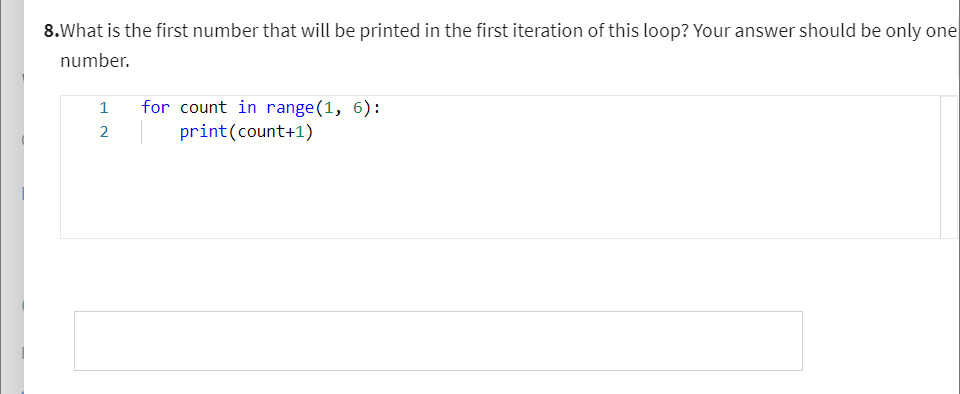 8.What is the first number that will be printed in the first iteration of this loop? Your answer should be only one
number.
1 for count in range(1, 6):
2 print(count+1)